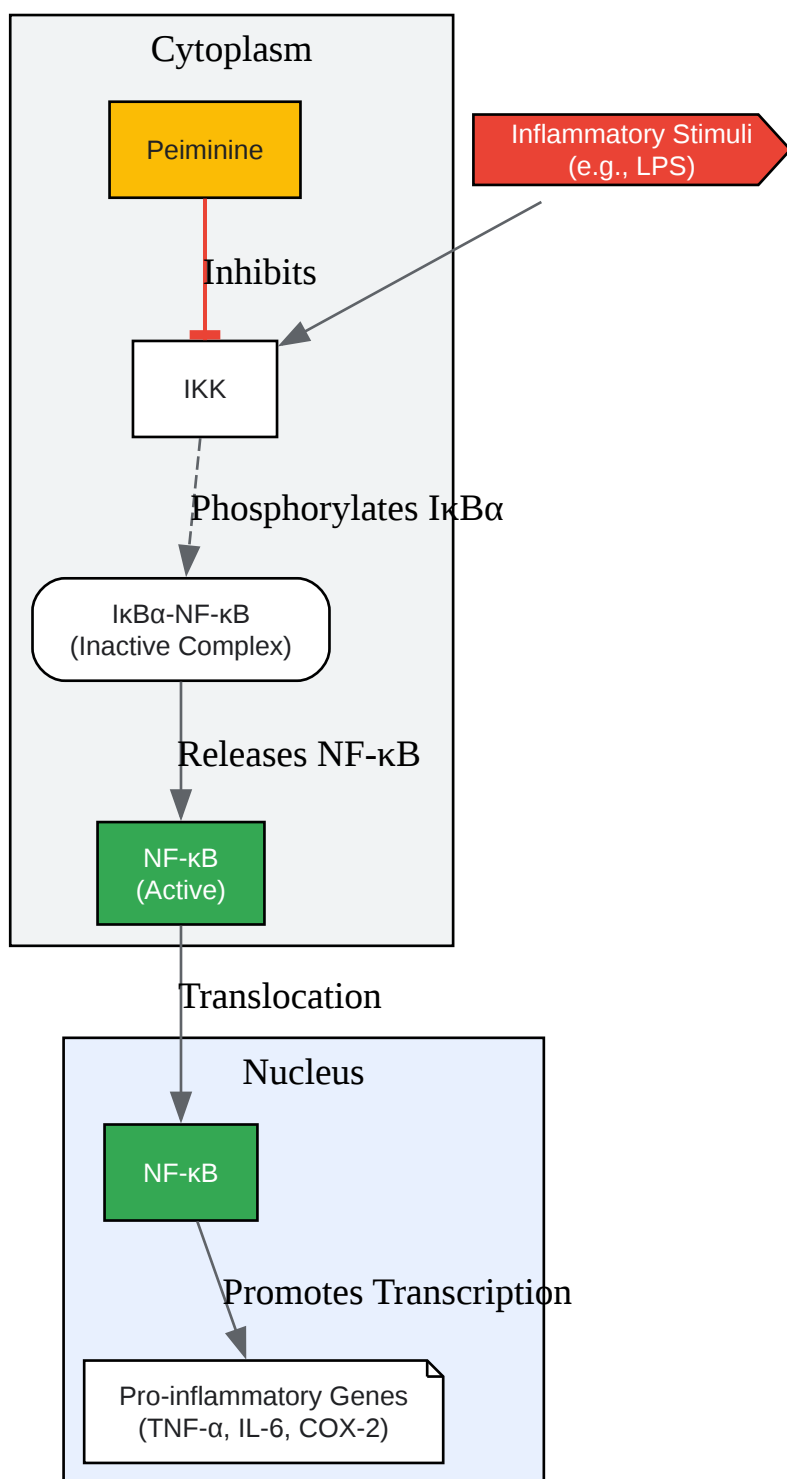 Cytoplasm
Peiminine
Inflammatory Stimuli
(e.g., LPS)
Inhibits
IKK
Phosphorylates IκBα
IκBα-NF-κB
(Inactive Complex)
Releases NF-κB
NF-κB
(Active)
Translocation
Nucleus
NF-κB
Promotes Transcription
Pro-inflammatory Genes
(TNF-α, IL-6, COX-2)